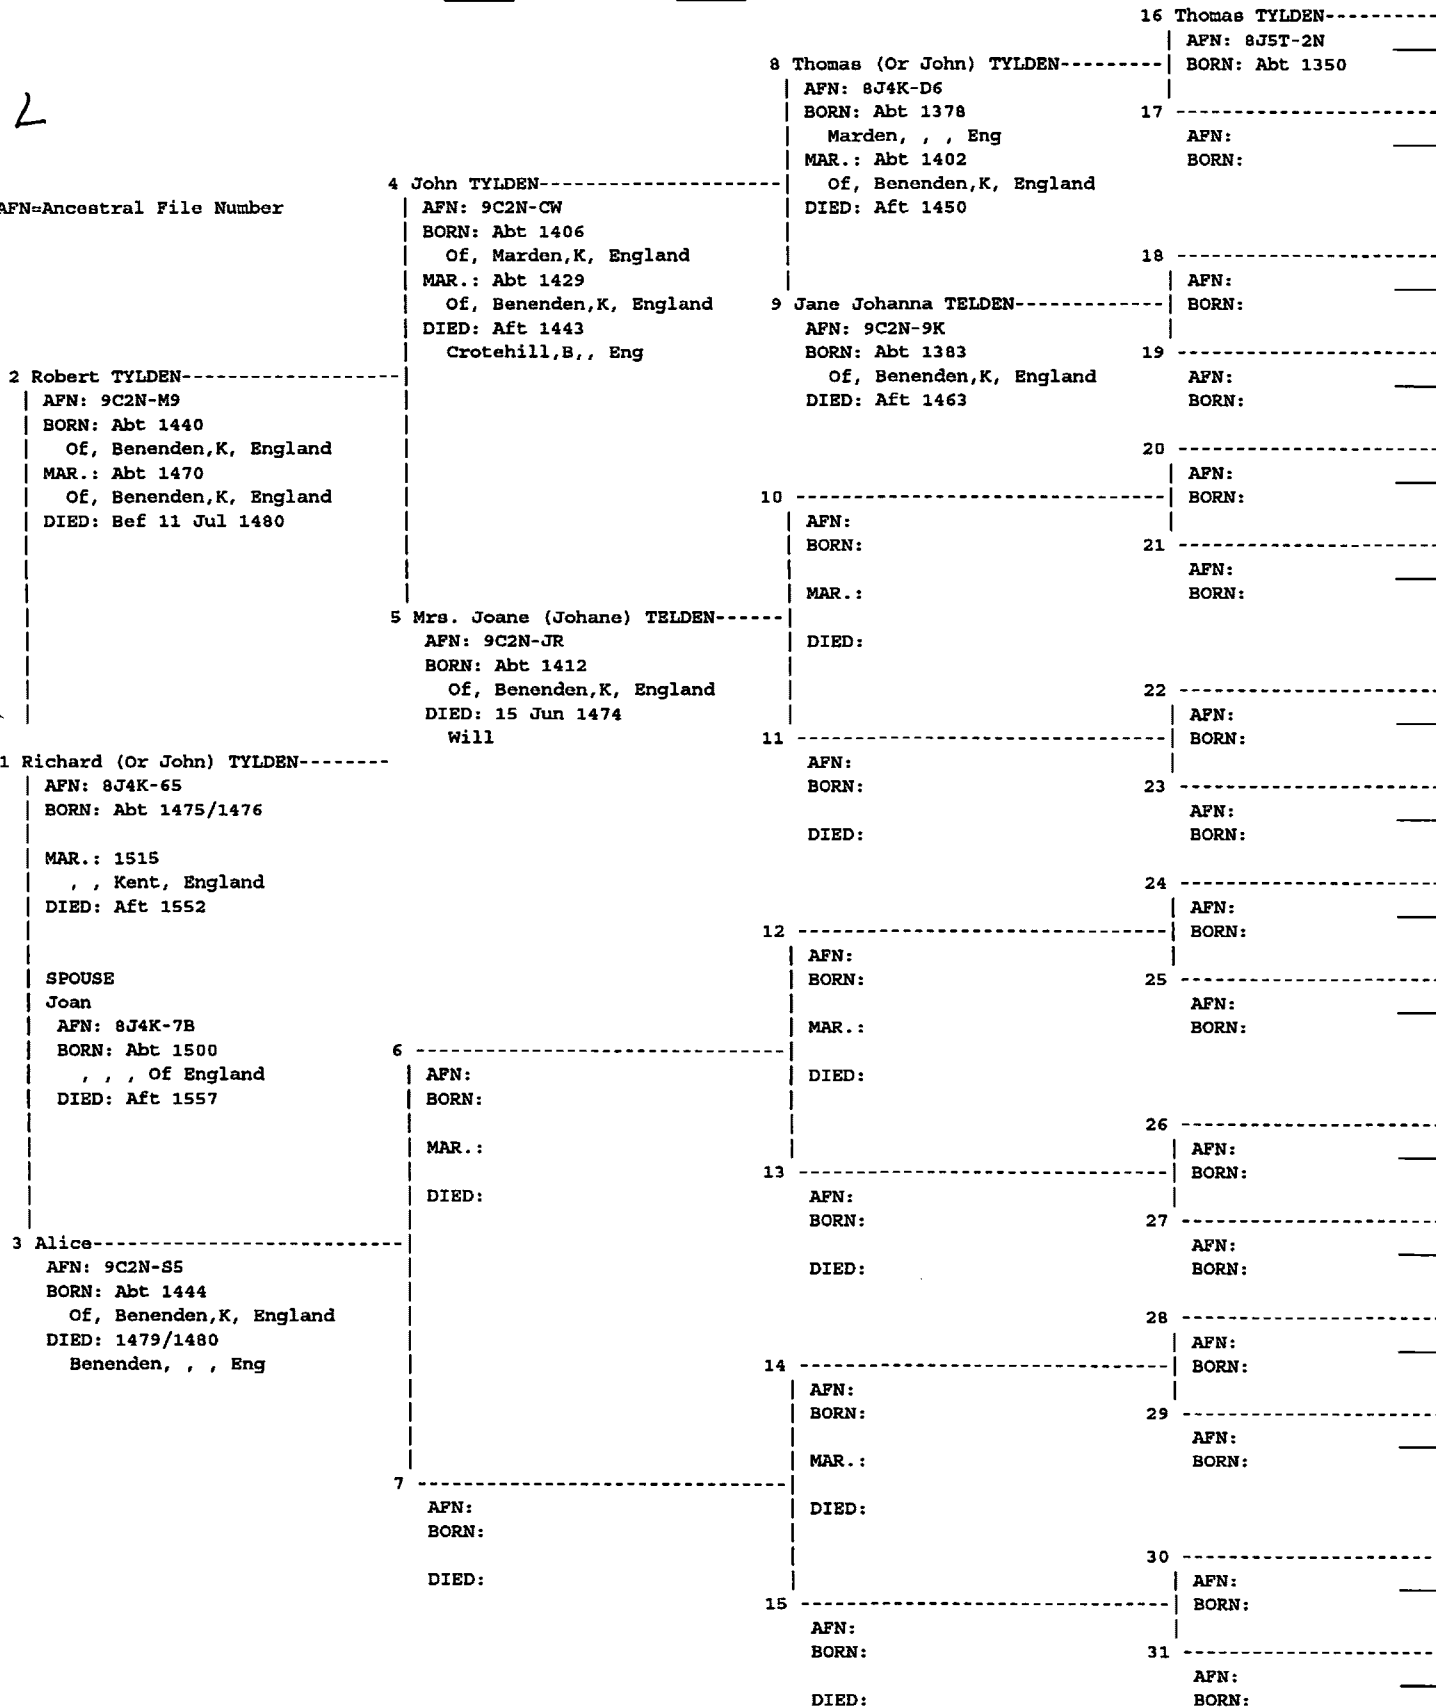 L
AFN=Ancestral File Number
1 Richard (Or John) TYLDEN--------
AFN: 8J4K-65
BORN: Abt 1475/1476
MAR.: 1515
, , Kent, England
DIED: Aft 1552
SPOUSE
Joan
AFN: 8J4K-7B
BORN: Abt 1500
, , , Of England
DIED: Aft 1557
2 Robert TYLDEN------------------
AFN: 9C2N-M9
BORN: Abt 1440
Of, Benenden,K, England
MAR.: Abt 1470
Of, Benenden,K, England
DIED: Bef 11 Jul 1480
3 Alice--------------------------
AFN: 9C2N-S5
BORN: Abt 1444
Of, Benenden,K, England
DIED: 1479/1480
Benenden, , , Eng
4 John TYLDEN--------------------
AFN: 9C2N-CW
BORN: Abt 1406
Of, Marden,K, England
MAR.: Abt 1429
Of, Benenden,K, England
DIED: Aft 1443
Crotehill,B,, Eng
5 Mrs. Joane (Johane) TELDEN------
AFN: 9C2N-JR
BORN: Abt 1412
Of, Benenden,K, England
DIED: 15 Jun 1474
Will
6
AFN:
BORN:
MAR.:
DIED:
7
AFN:
BORN:
DIED:
8 Thomas (Or John) TYLDEN---------
AFN: 8J4K-D6
BORN: Abt 1378
Marden, , , Eng
MAR.: Abt 1402
Of, Benenden,K, England
DIED: Aft 1450
9 Jane Johanna TELDEN-------------
AFN: 9C2N-9K
BORN: Abt 1383
Of, Benenden,K, England
DIED: Aft 1463
10
AFN:
BORN:
MAR.:
DIED:
11
AFN:
BORN:
DIED:
12
AFN:
BORN:
MAR.:
DIED:
13
AFN:
BORN:
DIED:
14
AFN:
BORN:
MAR.:
DIED:
15
AFN:
BORN:
DIED:
16 Thomas TYLDEN----------
AFN: 8J5T-2N
BORN: Abt 1350
17
AFN:
BORN:
18
AFN:
BORN:
19
AFN:
BORN:
20
AFN:
BORN:
21
AFN:
BORN:
22
AFN:
BORN:
23
AFN:
BORN:
24
AFN:
BORN:
25
AFN:
BORN:
26
AFN:
BORN:
27
AFN:
BORN:
28
AFN:
BORN:
29
AFN:
BORN:
30
AFN:
BORN:
31
AFN:
BORN: